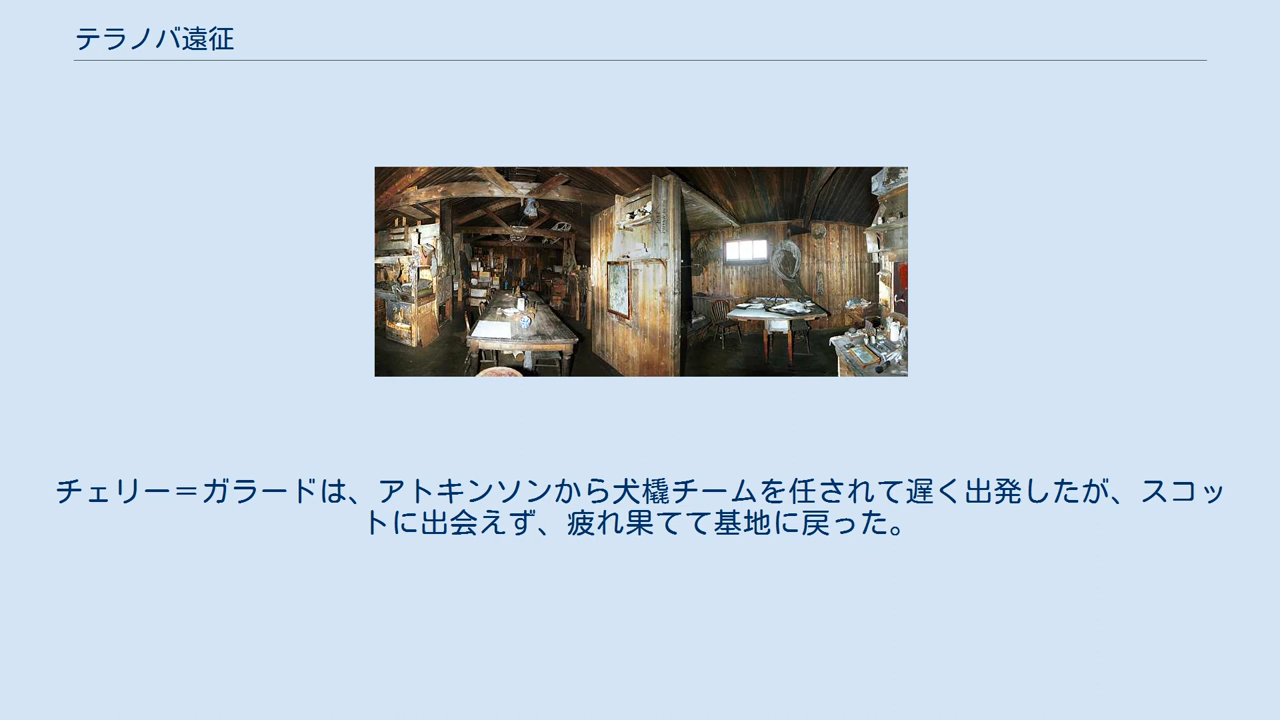 テラノバ遠征
チェリー＝ガラードは、アトキンソンから犬橇チームを任されて遅く出発したが、スコッ
トに出会えず、疲れ果てて基地に戻った。